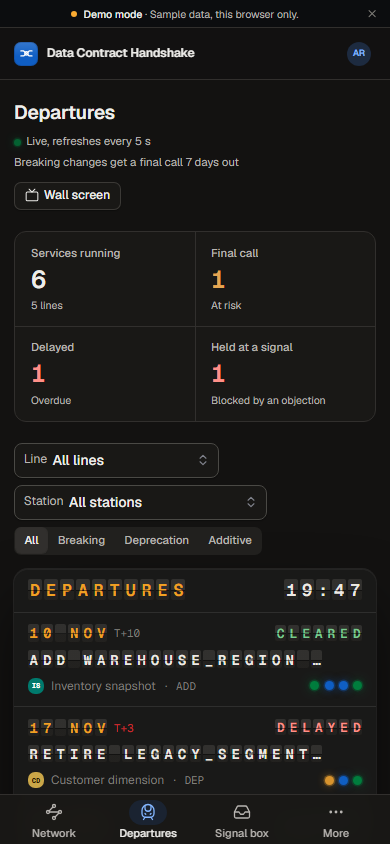 Demo mode · Sample data, this browser only.
Data Contract Handshake
AR
Departures
Live, refreshes every 5 s
Breaking changes get a final call 7 days out
Wall screen
Services running
6
5 lines
Final call
1
At risk
Delayed
1
Overdue
Held at a signal
1
Blocked by an objection
Line All lines
Station All stations
All Breaking Deprecation Additive
DEPARTURES 19:47
10 NOV T+10 CLEARED
ADD WAREHOUSE_REGION …
IS Inventory snapshot · ADD
17 NOV T+3 DELAYED
RETIRE LEGACY_SEGMENT…
CD Customer dimension · DEP
Network Departures Signal box More